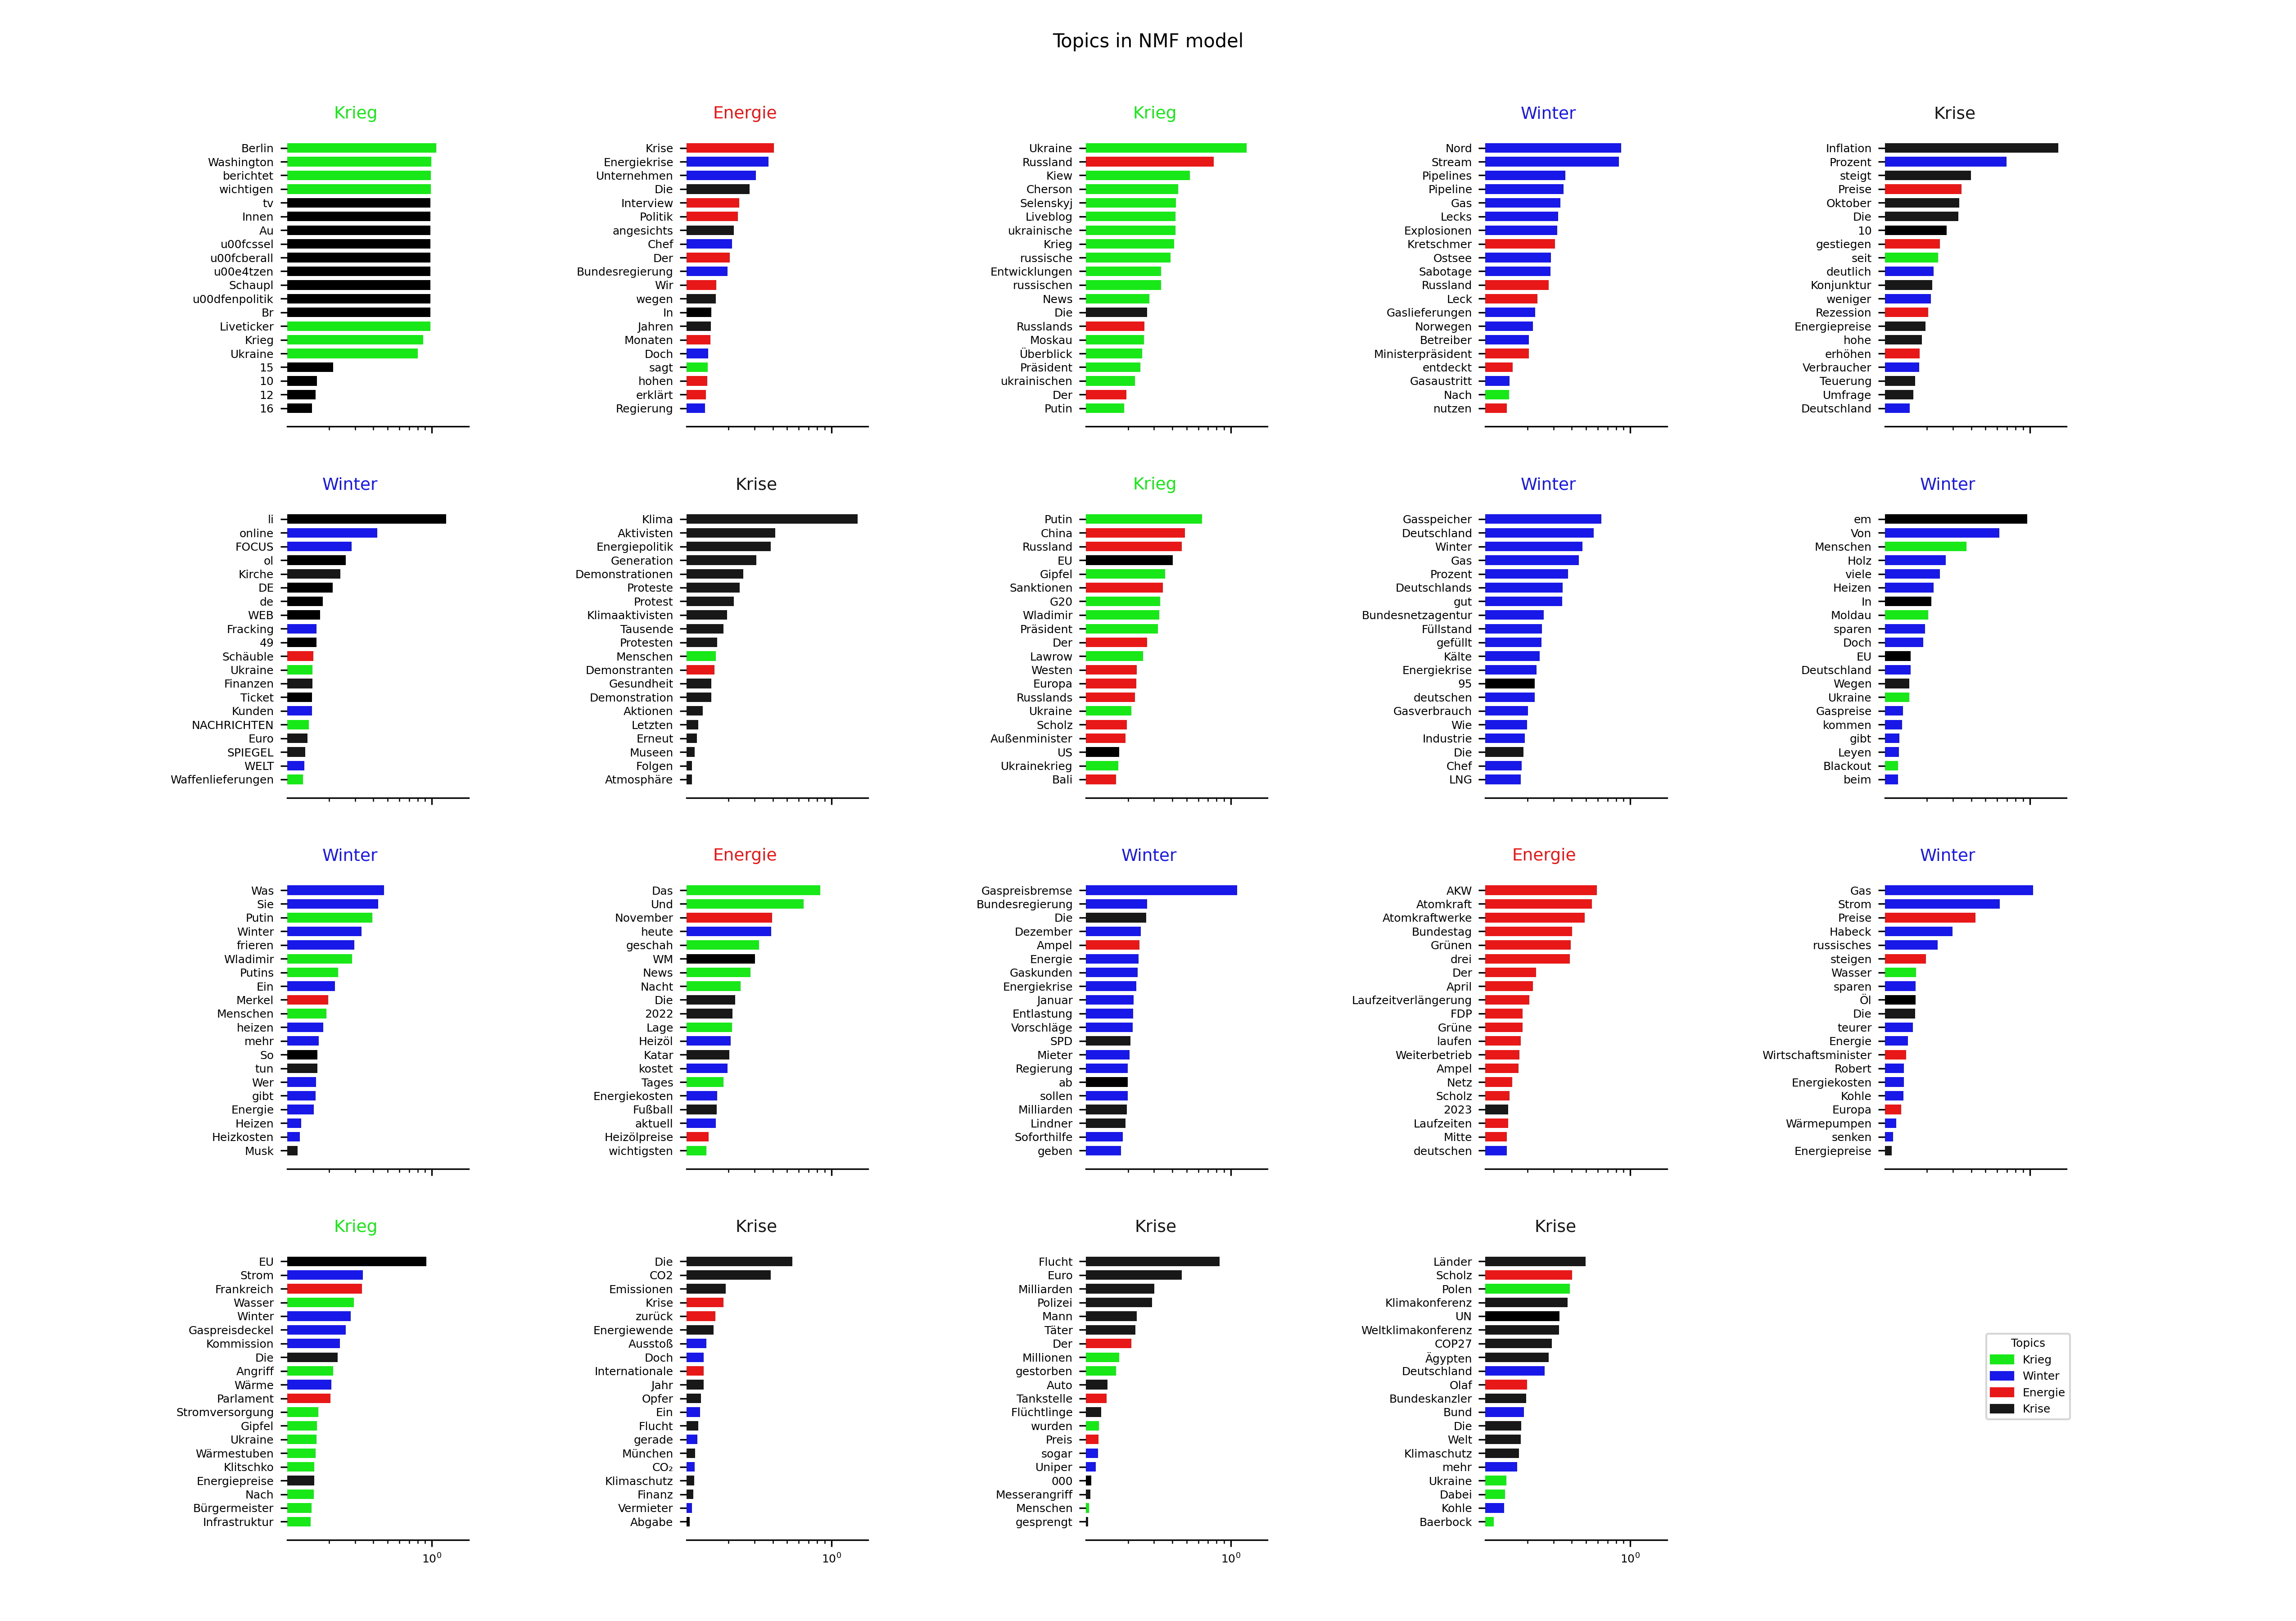 Topics in NMF model
Krieg
Berlin
Washington
berichtet
wichtigen
tv
Innen
Au
u00fcssel
u00fcberall
u00e4tzen
Schaupl
u00dfenpolitik
Br
Liveticker
Krieg
Ukraine
15
10
12
16
Energie
Krise
Energiekrise
Unternehmen
Die
Interview
Politik
angesichts
Chef
Der
Bundesregierung
Wir
wegen
In
Jahren
Monaten
Doch
sagt
hohen
erklärt
Regierung
Krieg
Ukraine
Russland
Kiew
Cherson
Selenskyj
Liveblog
ukrainische
Krieg
russische
Entwicklungen
russischen
News
Die
Russlands
Moskau
Überblick
Präsident
ukrainischen
Der
Putin
Winter
Nord
Stream
Pipelines
Pipeline
Gas
Lecks
Explosionen
Kretschmer
Ostsee
Sabotage
Russland
Leck
Gaslieferungen
Norwegen
Betreiber
Ministerpräsident
entdeckt
Gasaustritt
Nach
nutzen
Krise
Inflation
Prozent
steigt
Preise
Oktober
Die
10
gestiegen
seit
deutlich
Konjunktur
weniger
Rezession
Energiepreise
hohe
erhöhen
Verbraucher
Teuerung
Umfrage
Deutschland
Winter
li
online
FOCUS
ol
Kirche
DE
de
WEB
Fracking
49
Schäuble
Ukraine
Finanzen
Ticket
Kunden
NACHRICHTEN
Euro
SPIEGEL
WELT
Waffenlieferungen
Krise
Klima
Aktivisten
Energiepolitik
Generation
Demonstrationen
Proteste
Protest
Klimaaktivisten
Tausende
Protesten
Menschen
Demonstranten
Gesundheit
Demonstration
Aktionen
Letzten
Erneut
Museen
Folgen
Atmosphäre
Krieg
Putin
China
Russland
EU
Gipfel
Sanktionen
G20
Wladimir
Präsident
Der
Lawrow
Westen
Europa
Russlands
Ukraine
Scholz
Außenminister
US
Ukrainekrieg
Bali
Winter
Gasspeicher
Deutschland
Winter
Gas
Prozent
Deutschlands
gut
Bundesnetzagentur
Füllstand
gefüllt
Kälte
Energiekrise
95
deutschen
Gasverbrauch
Wie
Industrie
Die
Chef
LNG
Winter
em
Von
Menschen
Holz
viele
Heizen
In
Moldau
sparen
Doch
EU
Deutschland
Wegen
Ukraine
Gaspreise
kommen
gibt
Leyen
Blackout
beim
Winter
Was
Sie
Putin
Winter
frieren
Wladimir
Putins
Ein
Merkel
Menschen
heizen
mehr
So
tun
Wer
gibt
Energie
Heizen
Heizkosten
Musk
Energie
Das
Und
November
heute
geschah
WM
News
Nacht
Die
2022
Lage
Heizöl
Katar
kostet
Tages
Energiekosten
Fußball
aktuell
Heizölpreise
wichtigsten
Winter
Gaspreisbremse
Bundesregierung
Die
Dezember
Ampel
Energie
Gaskunden
Energiekrise
Januar
Entlastung
Vorschläge
SPD
Mieter
Regierung
ab
sollen
Milliarden
Lindner
Soforthilfe
geben
Energie
AKW
Atomkraft
Atomkraftwerke
Bundestag
Grünen
drei
Der
April
Laufzeitverlängerung
FDP
Grüne
laufen
Weiterbetrieb
Ampel
Netz
Scholz
2023
Laufzeiten
Mitte
deutschen
Winter
Gas
Strom
Preise
Habeck
russisches
steigen
Wasser
sparen
Öl
Die
teurer
Energie
Wirtschaftsminister
Robert
Energiekosten
Kohle
Europa
Wärmepumpen
senken
Energiepreise
Krieg
EU
Strom
Frankreich
Wasser
Winter
Gaspreisdeckel
Kommission
Die
Angriff
Wärme
Parlament
Stromversorgung
Gipfel
Ukraine
Wärmestuben
Klitschko
Energiepreise
Nach
Bürgermeister
Infrastruktur
10⁰
Krise
Die
CO2
Emissionen
Krise
zurück
Energiewende
Ausstoß
Doch
Internationale
Jahr
Opfer
Ein
Flucht
gerade
München
CO₂
Klimaschutz
Finanz
Vermieter
Abgabe
10⁰
Krise
Flucht
Euro
Milliarden
Polizei
Mann
Täter
Der
Millionen
gestorben
Auto
Tankstelle
Flüchtlinge
wurden
Preis
sogar
Uniper
000
Messerangriff
Menschen
gesprengt
10⁰
Krise
Länder
Scholz
Polen
Klimakonferenz
UN
Weltklimakonferenz
COP27
Ägypten
Deutschland
Olaf
Bundeskanzler
Bund
Die
Welt
Klimaschutz
mehr
Ukraine
Dabei
Kohle
Baerbock
10⁰
Topics
Krieg
Winter
Energie
Krise